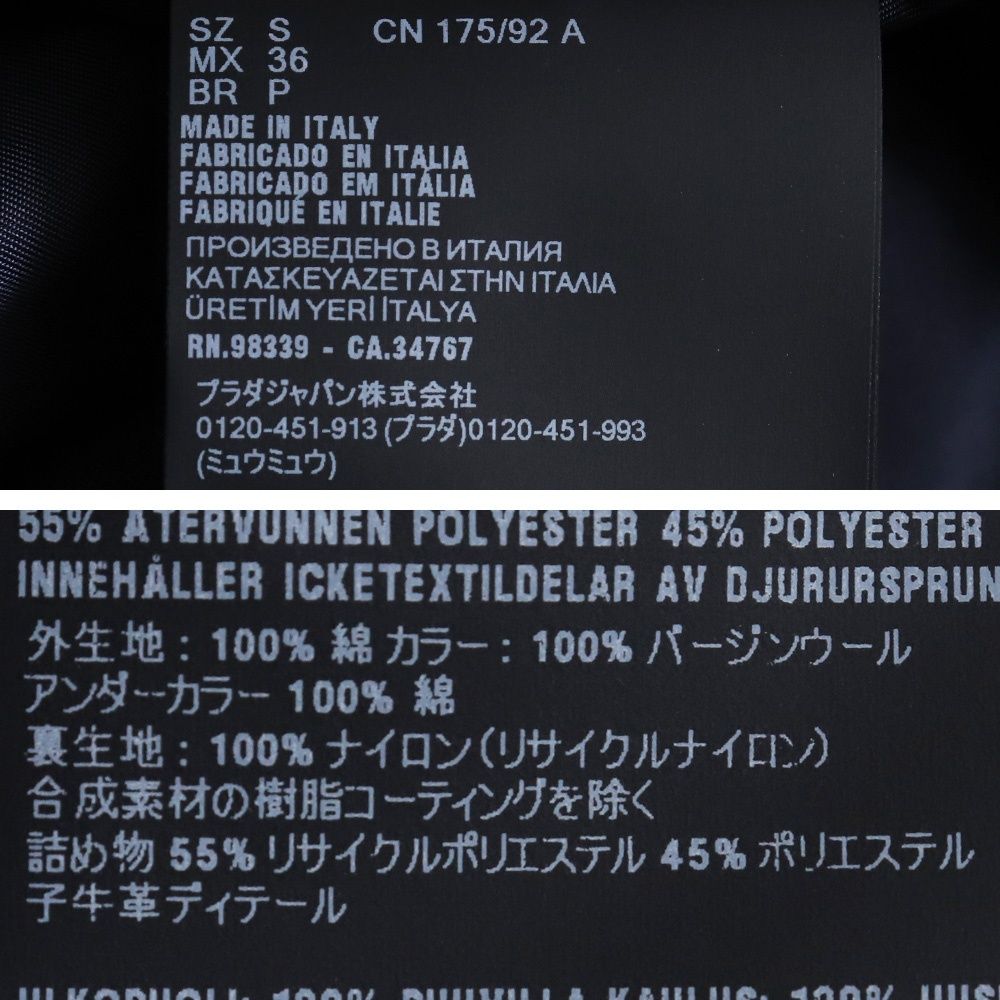 SZ S CN 175/92 A
MX 36
BR P
MADE IN ITALY
FABRICADO EN ITALIA
FABRICADO EM ITÁLIA
FABRIQUÉ EN ITALIE
ПРОИЗВЕДЕНО В ИТАЛИЯ
ΚΑΤΑΣΚΕΥΑΖΕΤΑΙ ΣΤΗΝ ΙΤΑΛΙΑ
ÜRETİM YERİ İTALYA
RN.98339 - CA.34767
プラダジャパン株式会社
0120-451-913 (プラダ)0120-451-993
(ミュウミュウ)
55% ÅTERVUNNEN POLYESTER 45% POLYESTER
INNEHÅLLER ICKETEXTILDELAR AV DJURURSPRUN
外生地 : 100% 綿 カラー : 100% バージンウール
アンダーカラー 100% 綿
裏生地 : 100% ナイロン(リサイクルナイロン)
合成素材の樹脂コーティングを除く
詰め物 55% リサイクルポリエステル 45% ポリエステル
子牛革ディテール